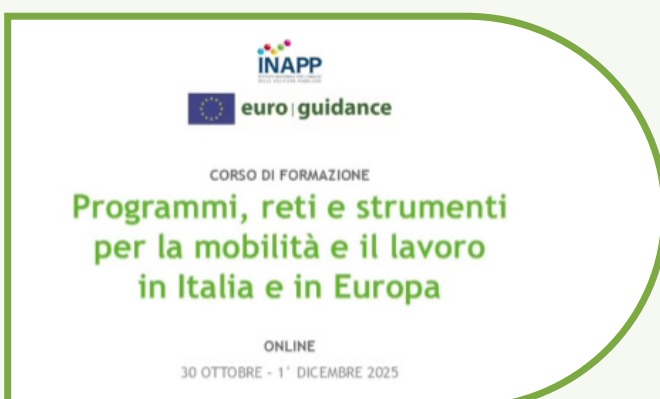 INAPP
euro|guidance
CORSO DI FORMAZIONE
Programmi, reti e strumenti
per la mobilità e il lavoro
in Italia e in Europa
ONLINE
30 OTTOBRE - 1° DICEMBRE 2025